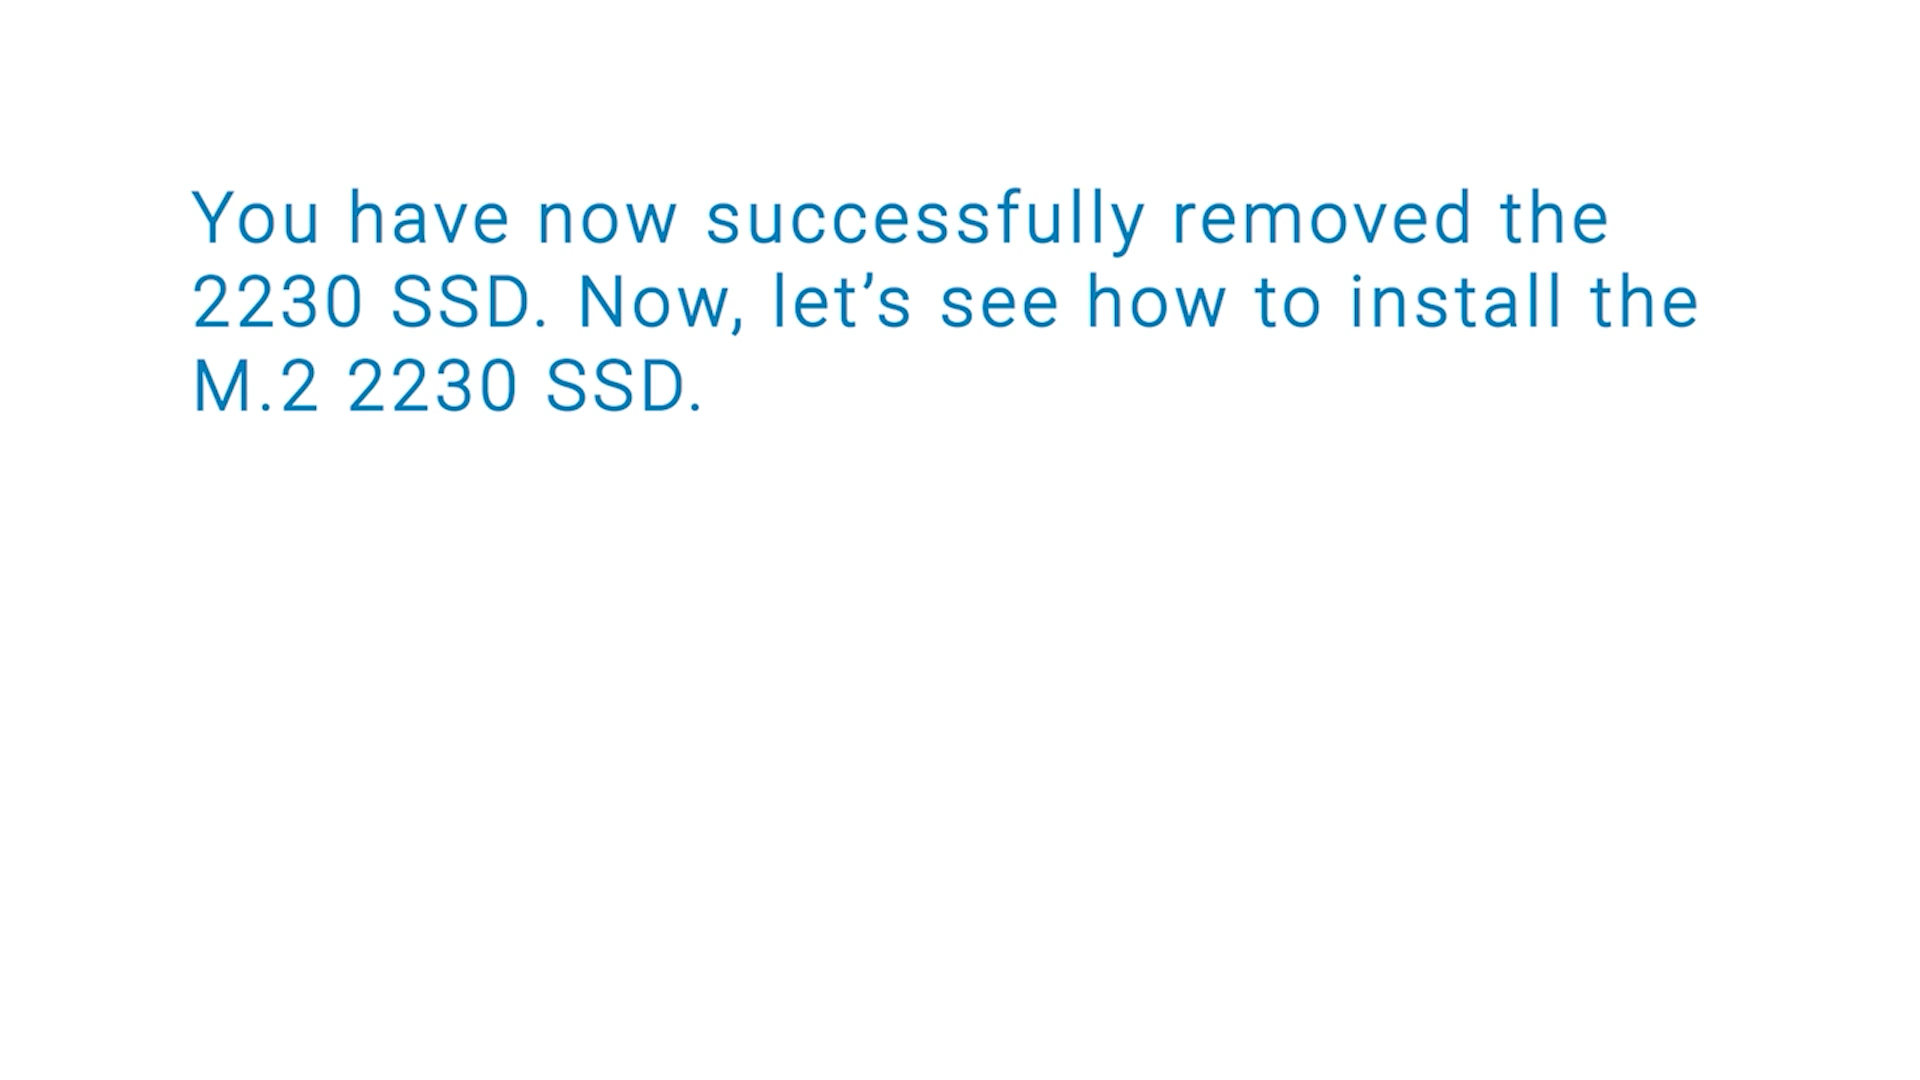 You have now successfully removed the
2230 SSD. Now, let’s see how to install the
M.2 2230 SSD.